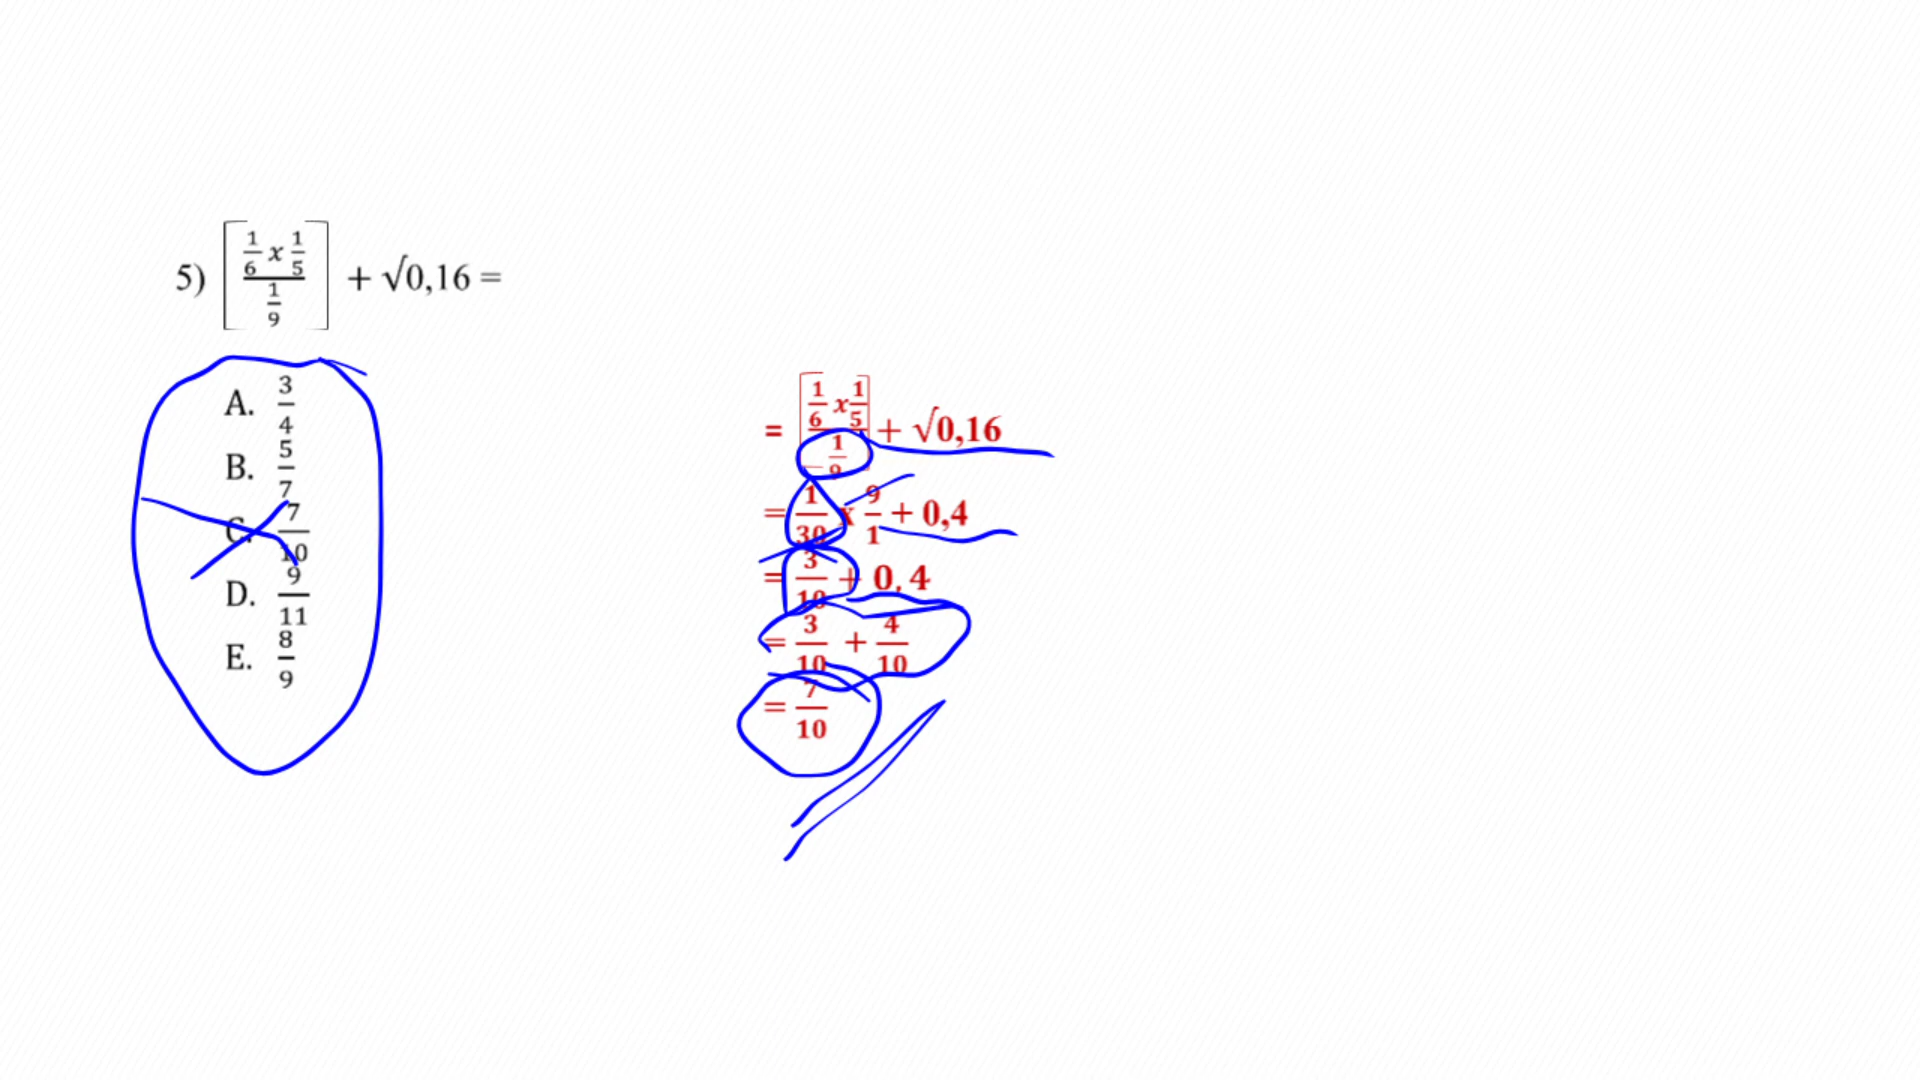 5) [(1/6 x 1/5) / (1/9)] + √0,16 =
A. 3/4
B. 5/7
C. 7/10
D. 9/11
E. 8/9
= [(1/6 x 1/5) / (1/9)] + √0,16
= 1/30 x 9/1 + 0,4
= 3/10 + 0,4
= 3/10 + 4/10
= 7/10